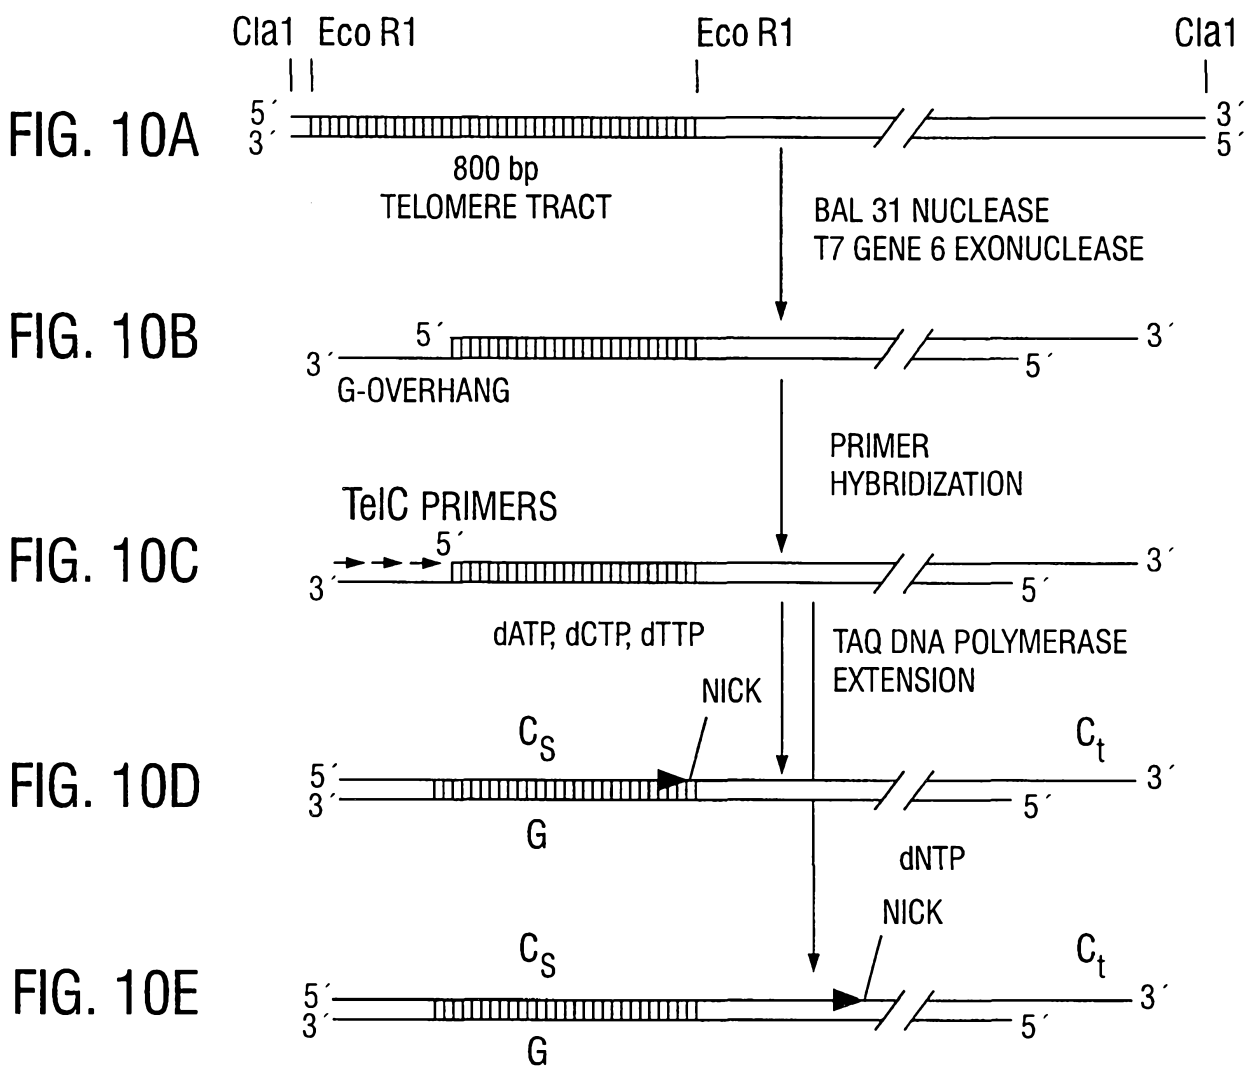 Cla1 Eco R1 Eco R1 Cla1
FIG. 10A
5´ 3´
3´ 5´
800 bp
TELOMERE TRACT
BAL 31 NUCLEASE
T7 GENE 6 EXONUCLEASE
FIG. 10B
5´ 3´
3´ 5´
G-OVERHANG
PRIMER
HYBRIDIZATION
TelC PRIMERS
FIG. 10C
5´ 3´
3´ 5´
dATP, dCTP, dTTP
TAQ DNA POLYMERASE
EXTENSION
NICK
CS Ct
FIG. 10D
5´ 3´
3´ 5´
G
dNTP
NICK
CS Ct
FIG. 10E
5´ 3´
3´ 5´
G